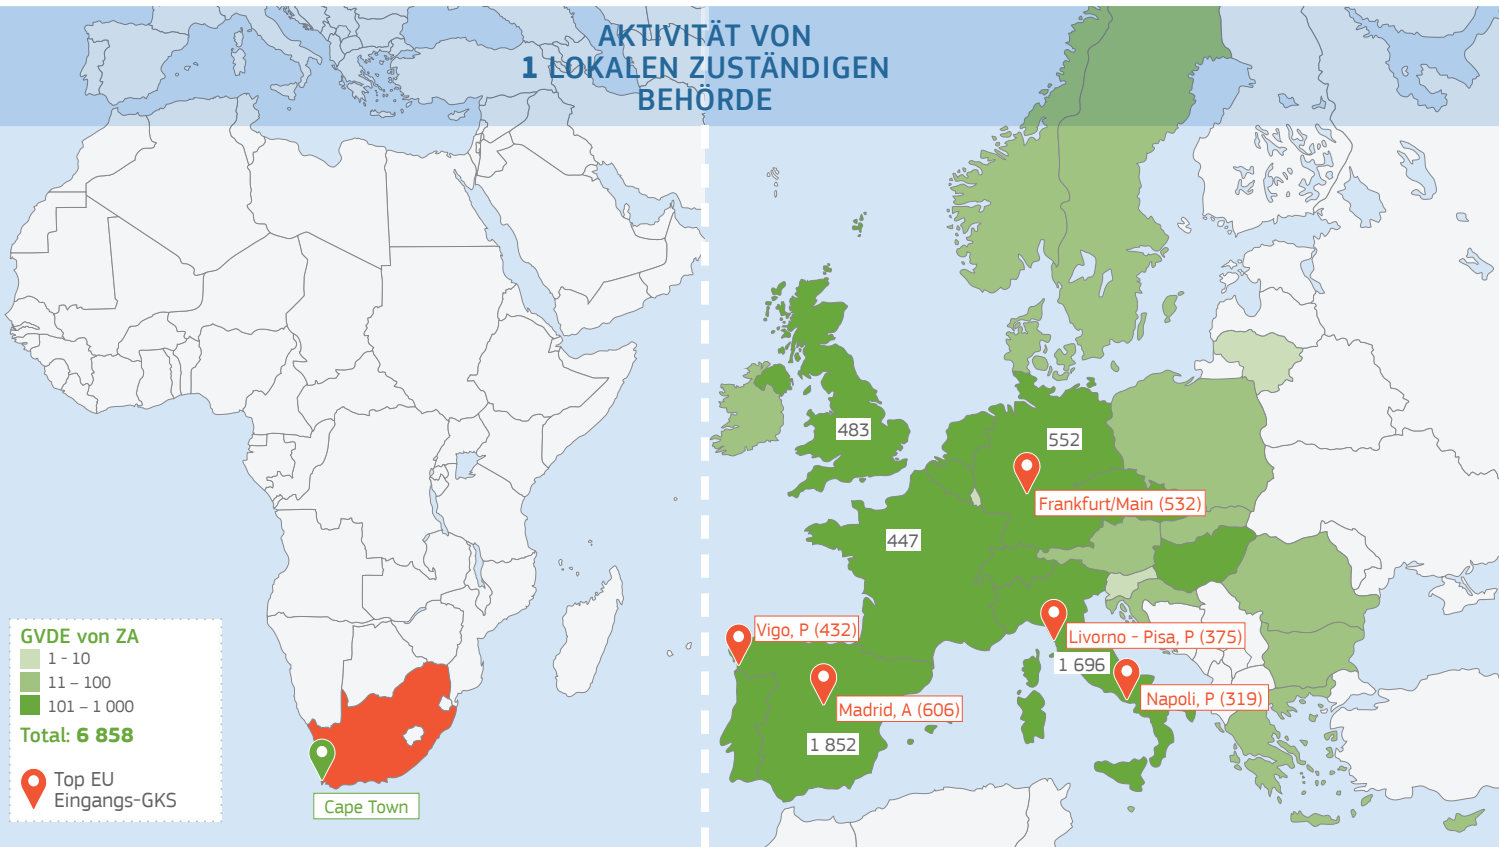 AKTIVITÄT VON
1 LOKALEN ZUSTÄNDIGEN
BEHÖRDE
483
552
Frankfurt/Main (532)
447
Vigo, P (432)
Livorno - Pisa, P (375)
1 696
Madrid, A (606)
Napoli, P (319)
1 852
GVDE von ZA
1 - 10
11 – 100
101 – 1 000
Total: 6 858
Top EU
Eingangs-GKS
Cape Town